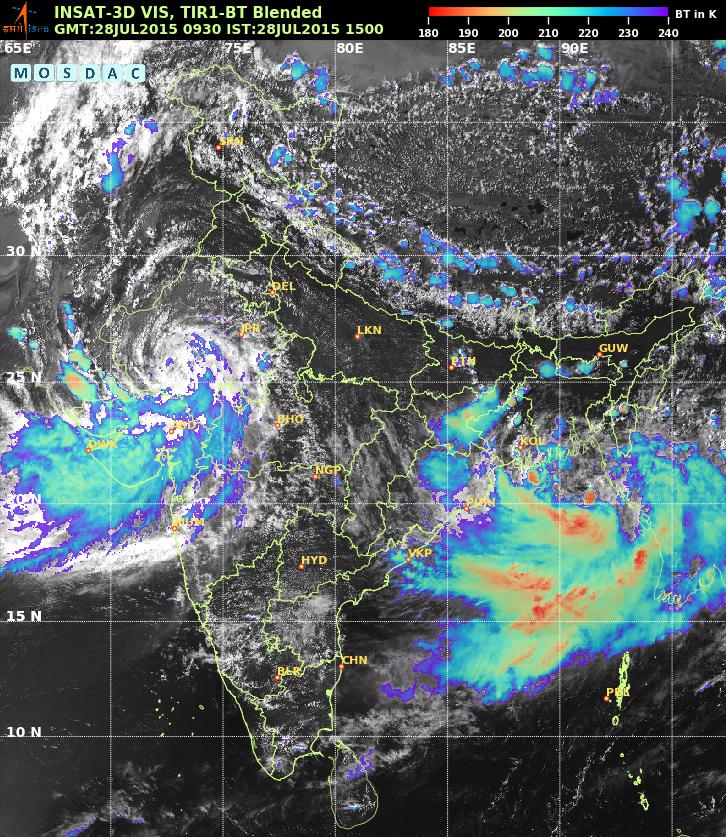 INSAT-3D VIS, TIR1-BT Blended
GMT:28JUL2015 0930 IST:28JUL2015 1500
BT in K
180 190 200 210 220 230 240
65E 75E 80E 85E 90E
M O S D A C
SRN
30 N
DEL
JPR
LKN
GUW
PTN
25 N
BHO
KOL
DWK
NGP
20 N
PUR
MUM
VKP
HYD
15 N
CHN
BLR
PBL
10 N